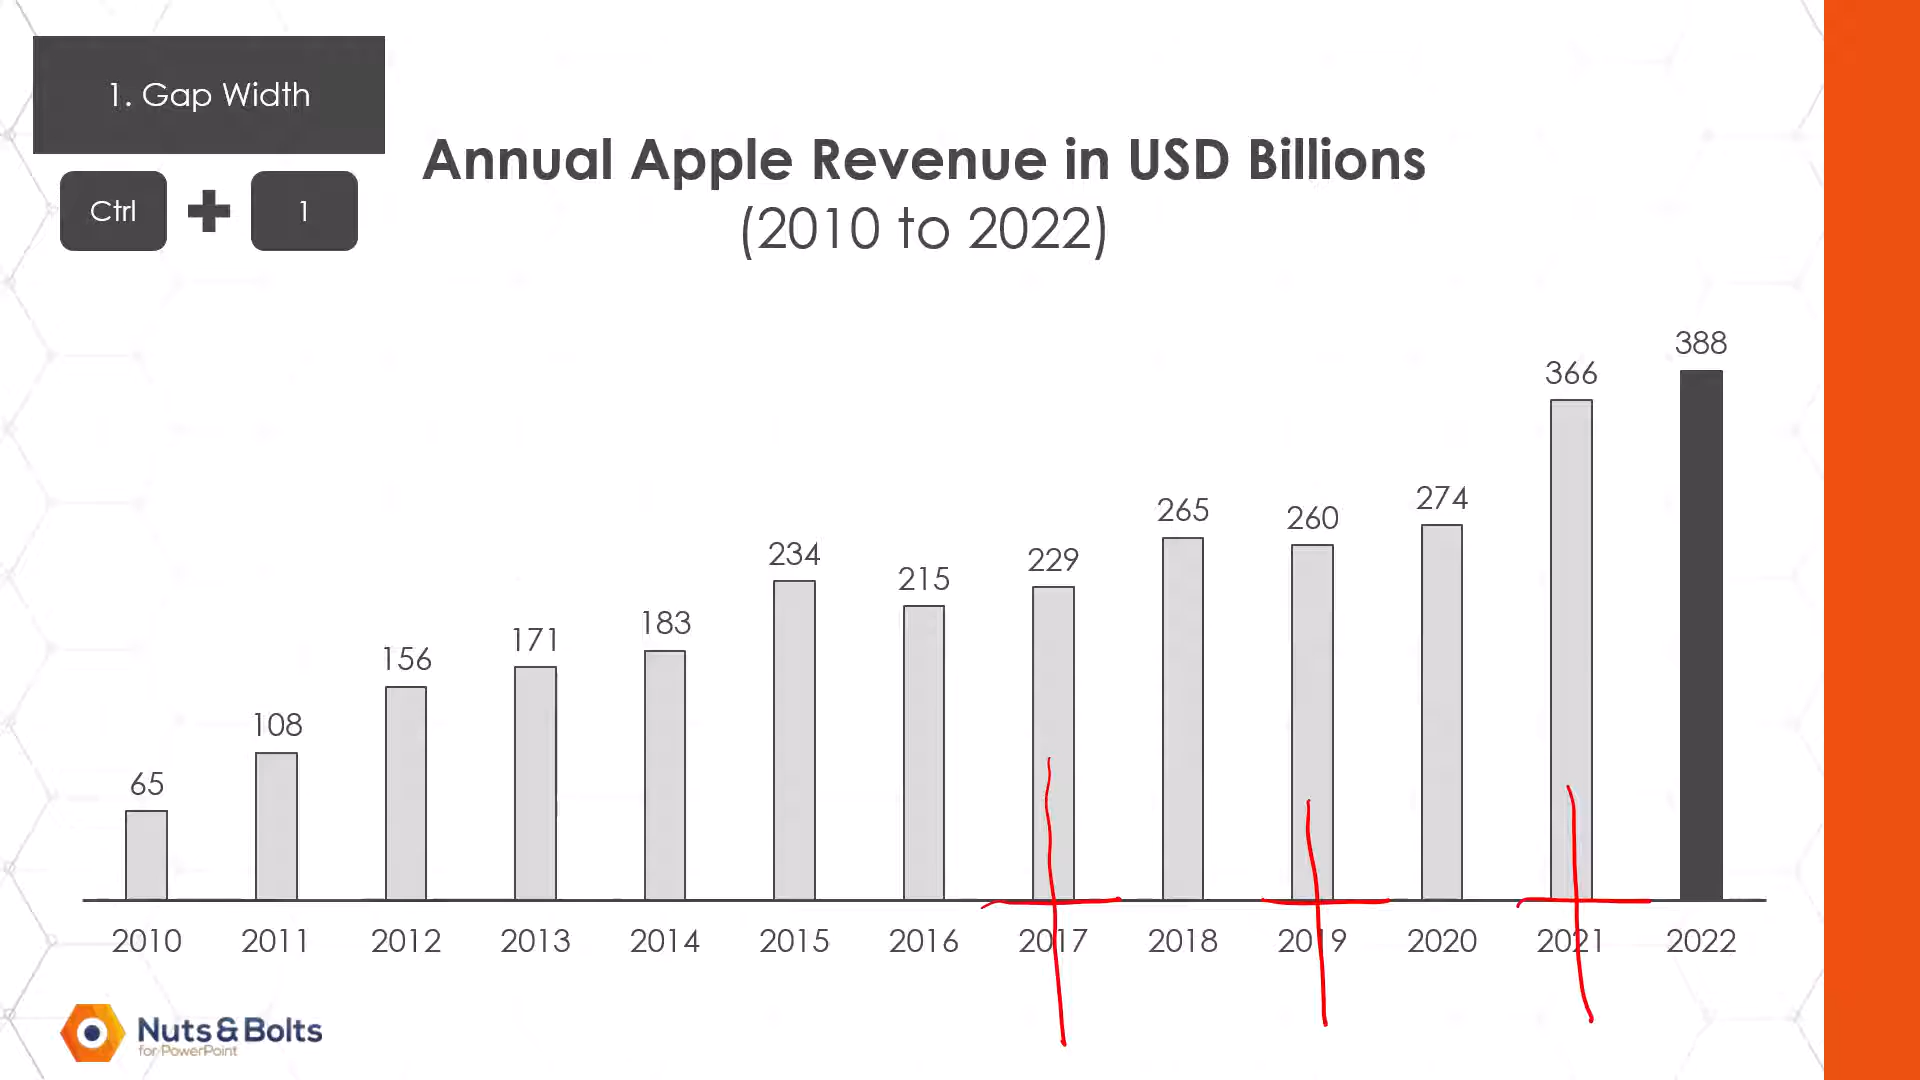 1. Gap Width
Ctrl + 1
Annual Apple Revenue in USD Billions
(2010 to 2022)
65
108
156
171
183
234
215
229
265
260
274
366
388
2010 2011 2012 2013 2014 2015 2016 2017 2018 2019 2020 2021 2022
Nuts&Bolts
for PowerPoint